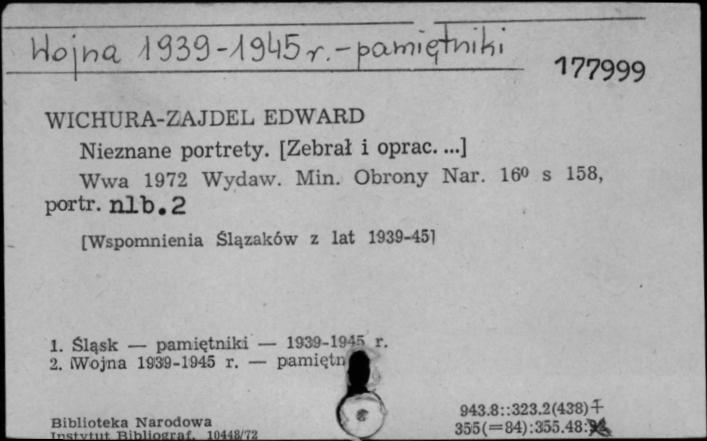 Wojna 1939-1945 r. - pamiętniki
177999
WICHURA-ZAJDEL EDWARD
Nieznane portrety. [Zebrał i oprac. ...]
Wwa 1972 Wydaw. Min. Obrony Nar. 16⁰ s 158,
portr. nlb.2
[Wspomnienia Ślązaków z lat 1939-45]
1. Śląsk — pamiętniki — 1939-1945 r.
2. Wojna 1939-1945 r. — pamiętn
943.8::323.2(438)+
Biblioteka Narodowa
355(=84):355.48:
Instytut Bibliograf. 10448/72